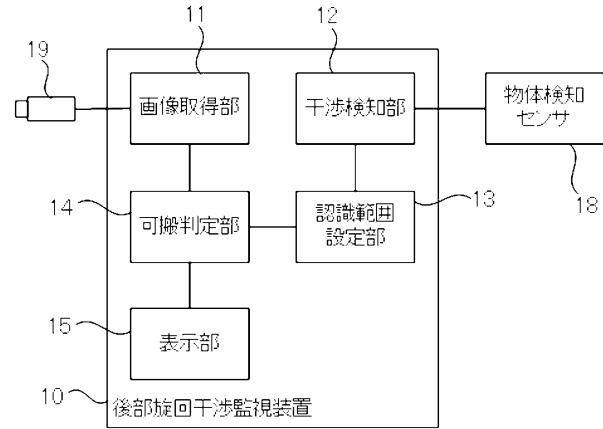 11
12
19
画像取得部
干渉検知部
物体検知
センサ
14
13
18
可搬判定部
認識範囲
設定部
15
表示部
10
後部旋回干渉監視装置